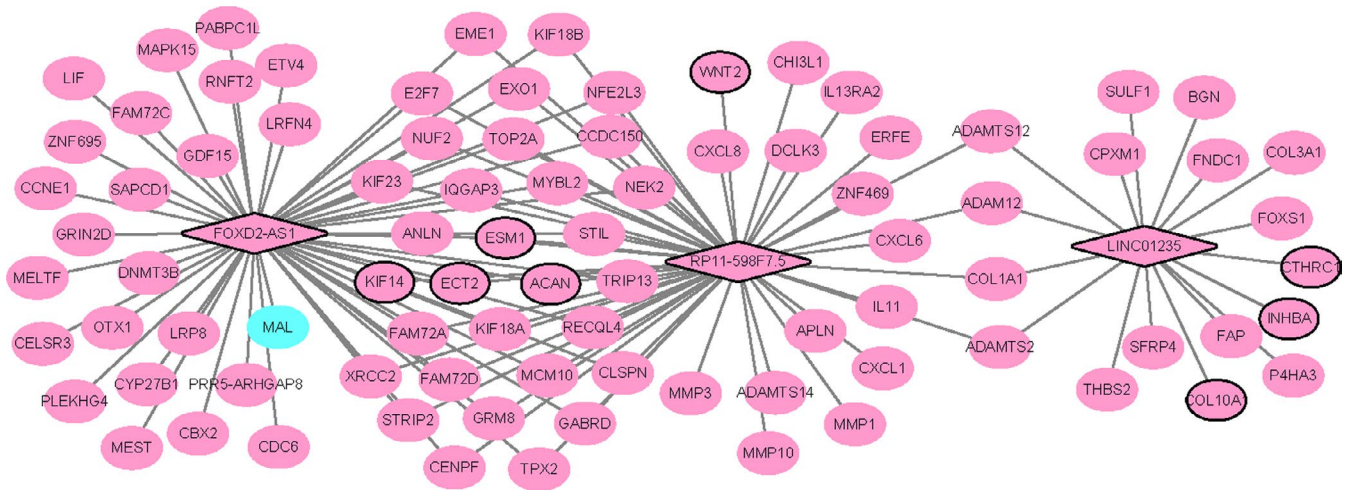 PABPC1L
MAPK15
EME1
KIF18B
LIF
RNFT2
ETV4
WNT2
CHI3L1
SULF1
BGN
E2F7
EXO1
NFE2L3
IL13RA2
FAM72C
LRFN4
ZNF695
NUF2
TOP2A
CCDC150
ERFE
ADAMTS12
GDF15
CXCL8
DCLK3
CPXM1
FNDC1
COL3A1
CCNE1
SAPCD1
KIF23
IQGAP3
MYBL2
NEK2
ZNF469
ADAM12
FOXS1
GRIN2D
FOXD2-AS1
ANLN
ESM1
STIL
CXCL6
LINC01235
RP11-598F7.5
CTHRC1
MELTF
DNMT3B
KIF14
ECT2
ACAN
TRIP13
COL1A1
IL11
INHBA
OTX1
LRP8
MAL
FAM72A
KIF18A
RECQL4
APLN
CELSR3
ADAMTS2
SFRP4
FAP
CYP27B1
PRR5-ARHGAP8
XRCC2
FAM72D
MCM10
CLSPN
CXCL1
P4HA3
PLEKHG4
MMP3
ADAMTS14
THBS2
COL10A
STRIP2
GRM8
GABRD
MMP1
MEST
CBX2
CDC6
MMP10
CENPF
TPX2